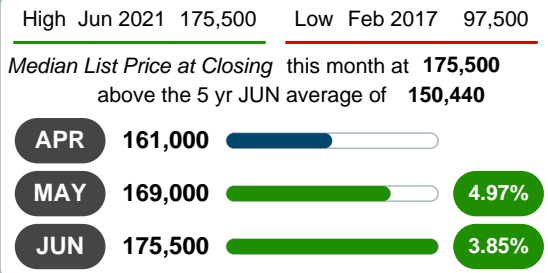 High Jun 2021 175,500 Low Feb 2017 97,500
Median List Price at Closing this month at 175,500
above the 5 yr JUN average of 150,440
APR 161,000
MAY 169,000 4.97%
JUN 175,500 3.85%